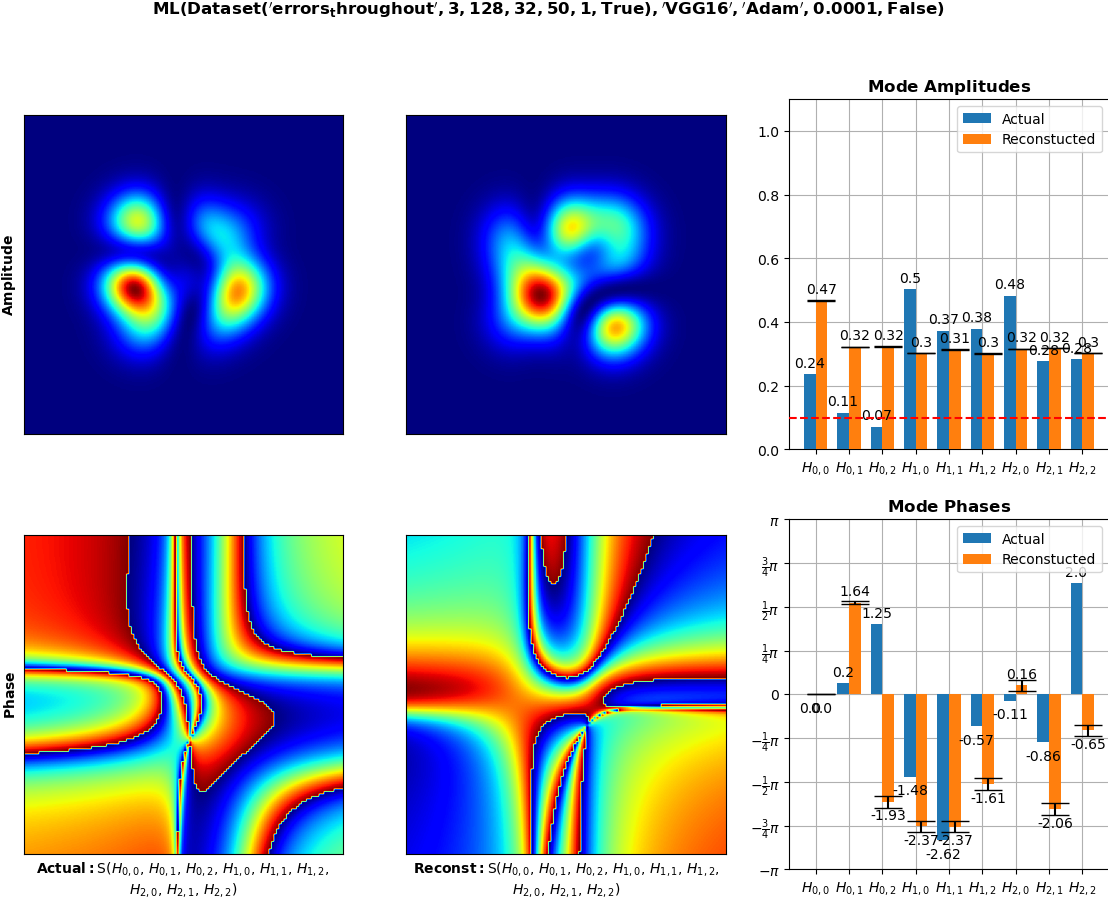 ML(Dataset('errors_throughout', 3, 128, 32, 50, 1, True), 'VGG16', 'Adam', 0.0001, False)
Amplitude
Mode Amplitudes
Actual
Reconstucted
1.0
0.8
0.6
0.4
0.2
0.0
0.24
0.47
0.11
0.32
0.07
0.32
0.5
0.3
0.37
0.31
0.38
0.3
0.48
0.32
0.28
0.32
0.28
0.3
H0,0 H0,1 H0,2 H1,0 H1,1 H1,2 H2,0 H2,1 H2,2
Phase
Mode Phases
Actual
Reconstucted
π
3/4π
1/2π
1/4π
0
−1/4π
−1/2π
−3/4π
−π
0.0
0.0
0.2
1.64
1.25
-1.93
-1.48
-2.37
-2.62
-2.37
-0.57
-1.61
-0.11
0.16
-0.86
-2.06
2.0
-0.65
H0,0 H0,1 H0,2 H1,0 H1,1 H1,2 H2,0 H2,1 H2,2
Actual: S(H0,0, H0,1, H0,2, H1,0, H1,1, H1,2,
H2,0, H2,1, H2,2)
Reconst: S(H0,0, H0,1, H0,2, H1,0, H1,1, H1,2,
H2,0, H2,1, H2,2)